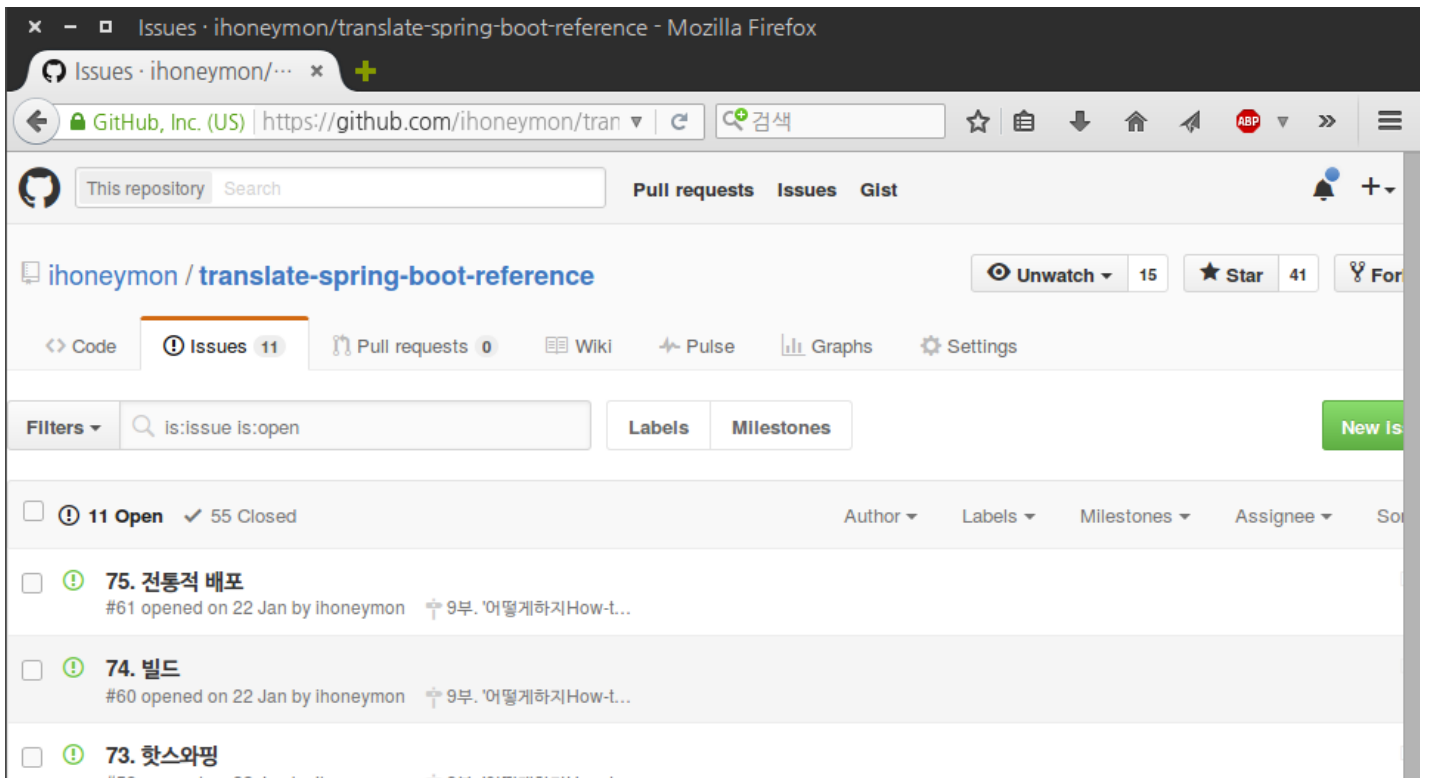 Issues · ihoneymon/translate-spring-boot-reference - Mozilla Firefox
Issues · ihoneymon/…
GitHub, Inc. (US) https://github.com/ihoneymon/tran 검색 ABP
This repository Search Pull requests Issues Gist
ihoneymon / translate-spring-boot-reference Unwatch 15 Star 41
Code Issues 11 Pull requests 0 Wiki Pulse Graphs Settings
Filters is:issue is:open Labels Milestones New
11 Open 55 Closed Author Labels Milestones Assignee
75. 전통적 배포
#61 opened on 22 Jan by ihoneymon 9부. '어떻게하지How-t…
74. 빌드
#60 opened on 22 Jan by ihoneymon 9부. '어떻게하지How-t…
73. 핫스와핑